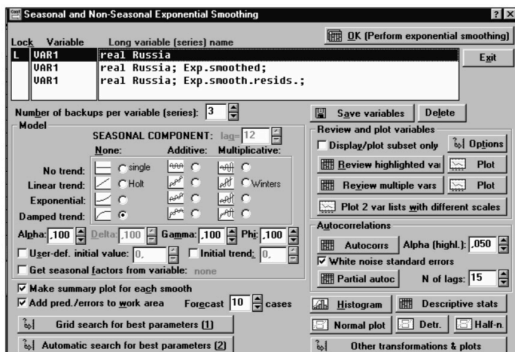 Seasonal and Non-Seasonal Exponential Smoothing ? X
OK (Perform exponential smoothing)
Lock Variable Long variable (series) name
Exit
L VAR1 real Russia
VAR1 real Russia; Exp.smoothed;
VAR1 real Russia; Exp.smooth.resids.;
Number of backups per variable (series): 3
Save variables Delete
Model
SEASONAL COMPONENT: lag= 12
None: Additive: Multiplicative:
No trend: single
Linear trend: Holt Winters
Exponential:
Damped trend:
Alpha: ,100 Delta: ,100 Gamma: ,100 Phi: ,100
User-def. initial value: 0, Initial trend: 0,
Get seasonal factors from variable: none
Make summary plot for each smooth
Add pred./errors to work area Forecast 10 cases
Grid search for best parameters (1)
Automatic search for best parameters (2)
Review and plot variables
Display/plot subset only Options
Review highlighted var Plot
Review multiple vars Plot
Plot 2 var lists with different scales
Autocorrelations
Autocorrs Alpha (highl.): ,050
White noise standard errors
Partial autoc N of lags: 15
Histogram Descriptive stats
Normal plot Detr. Half-n.
Other transformations & plots